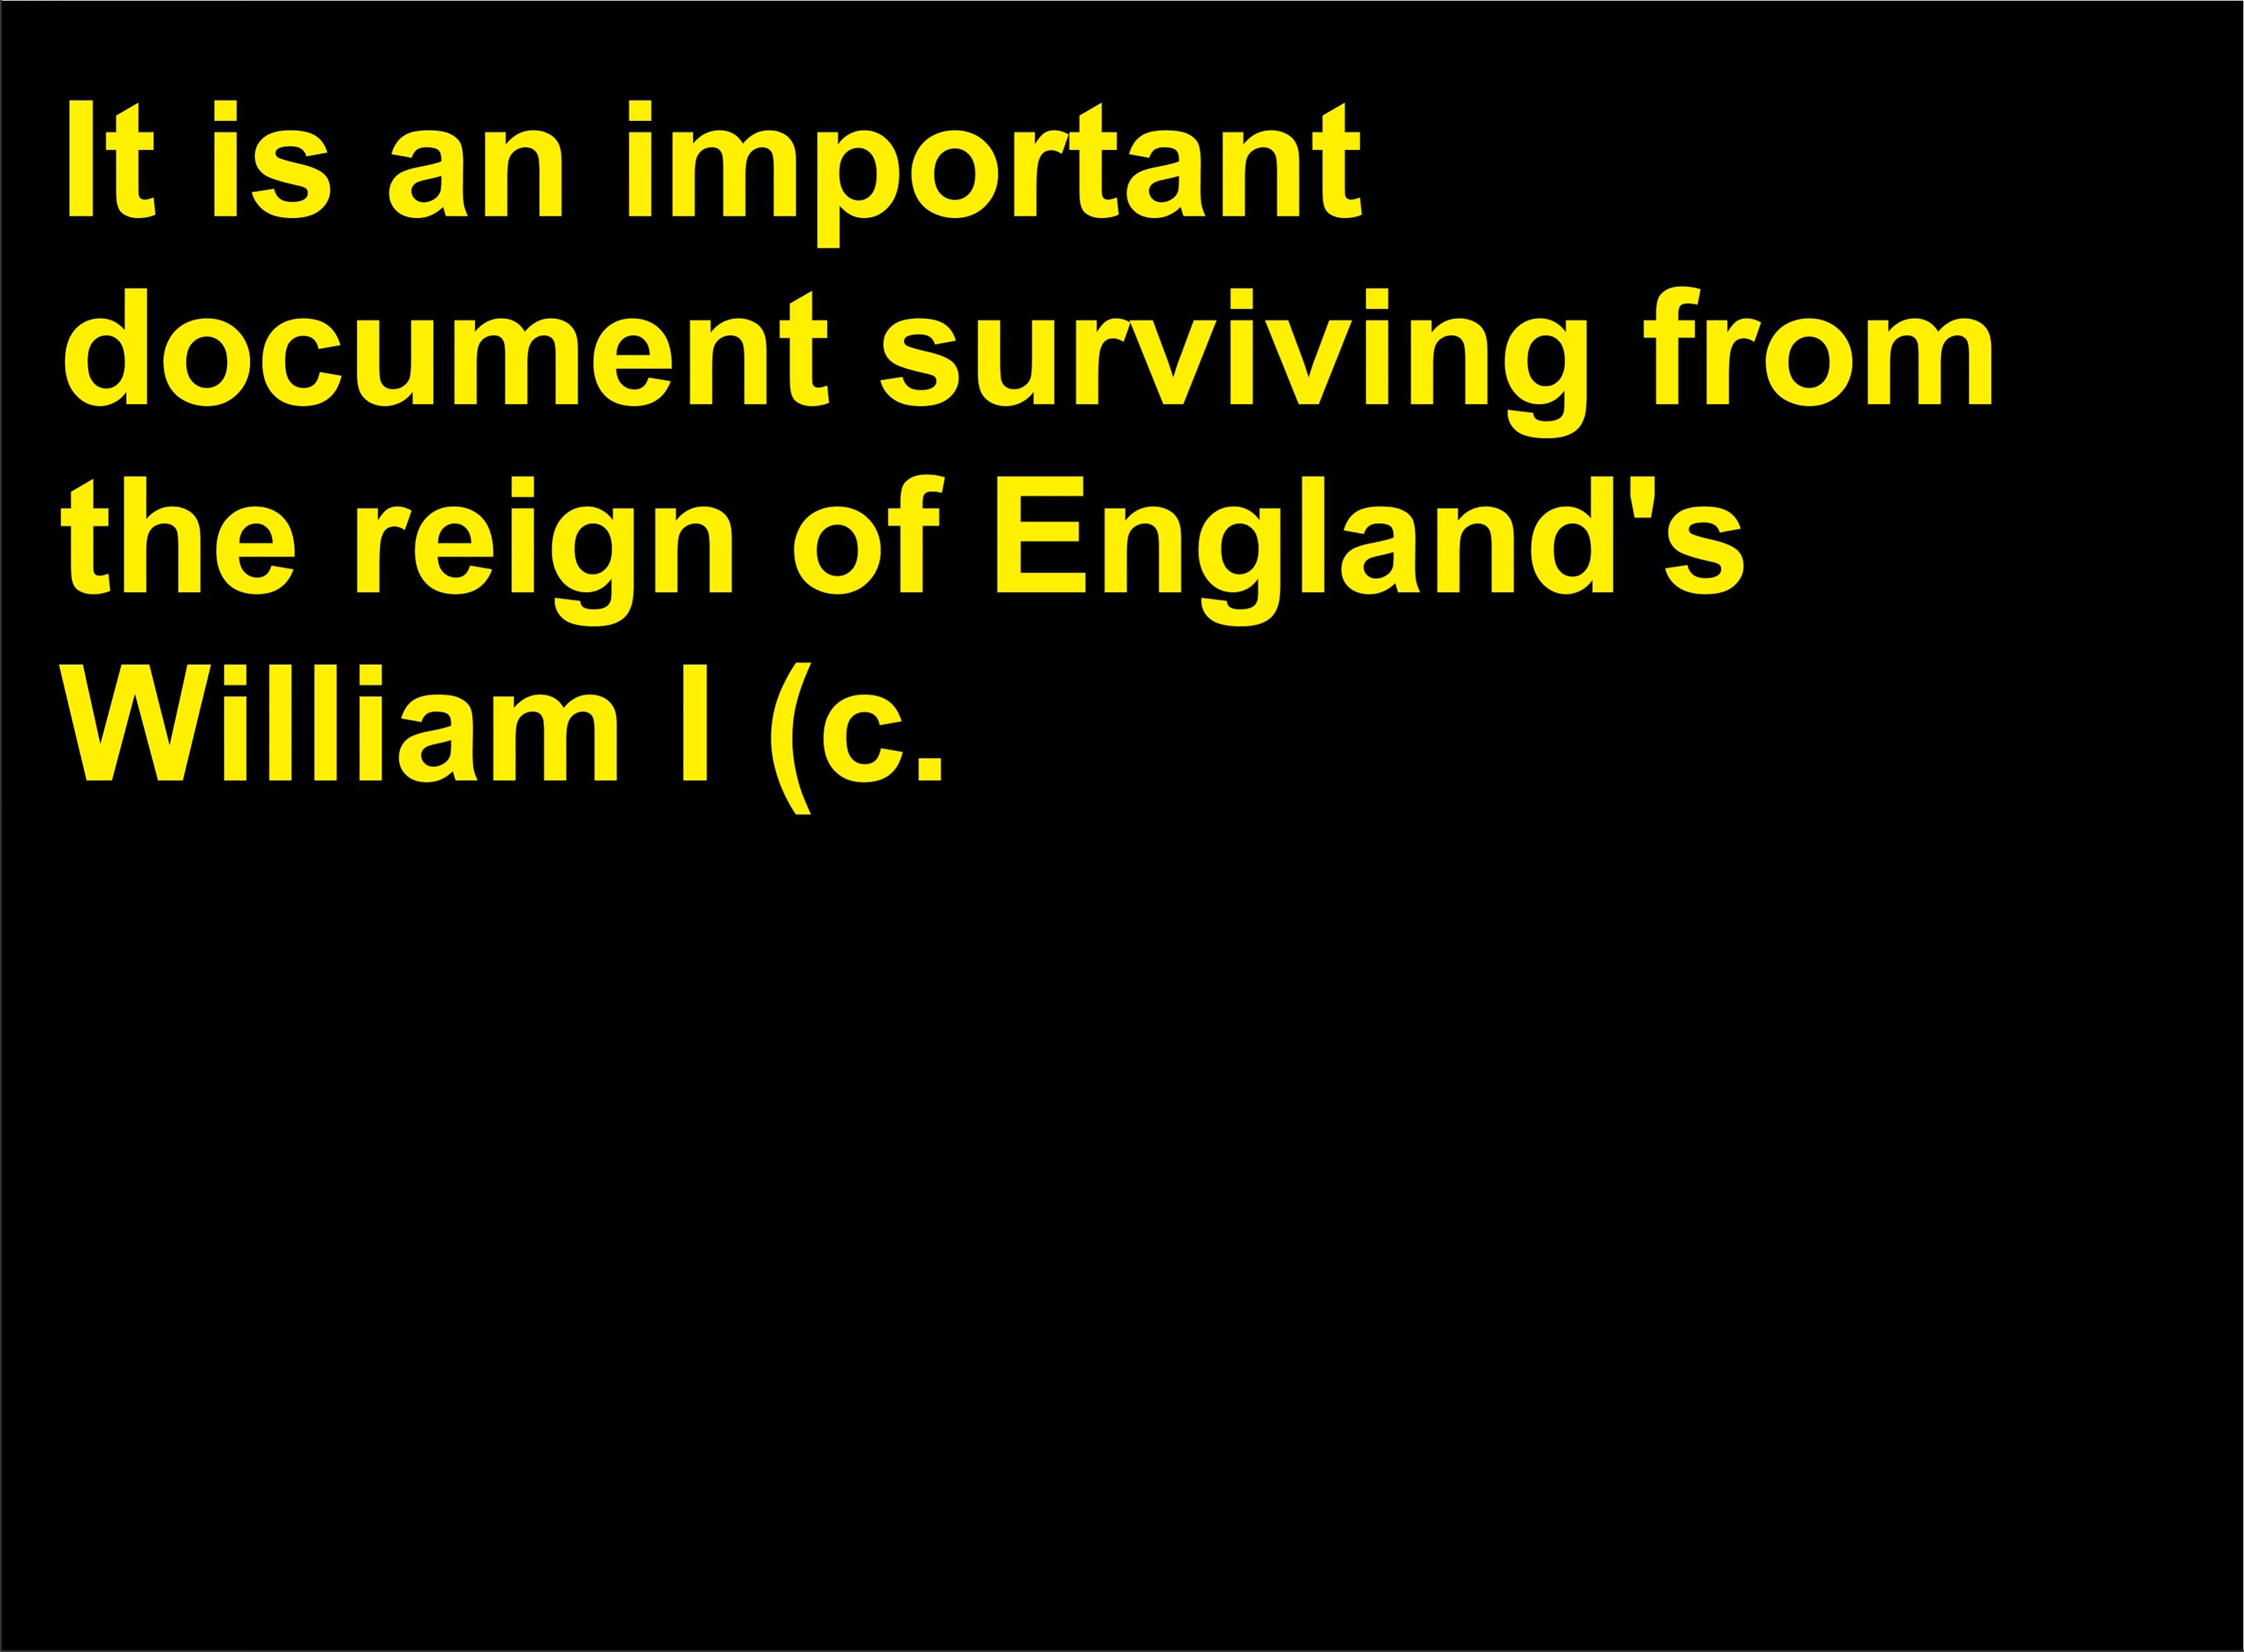 It is an important
document surviving from
the reign of England's
William I (c.